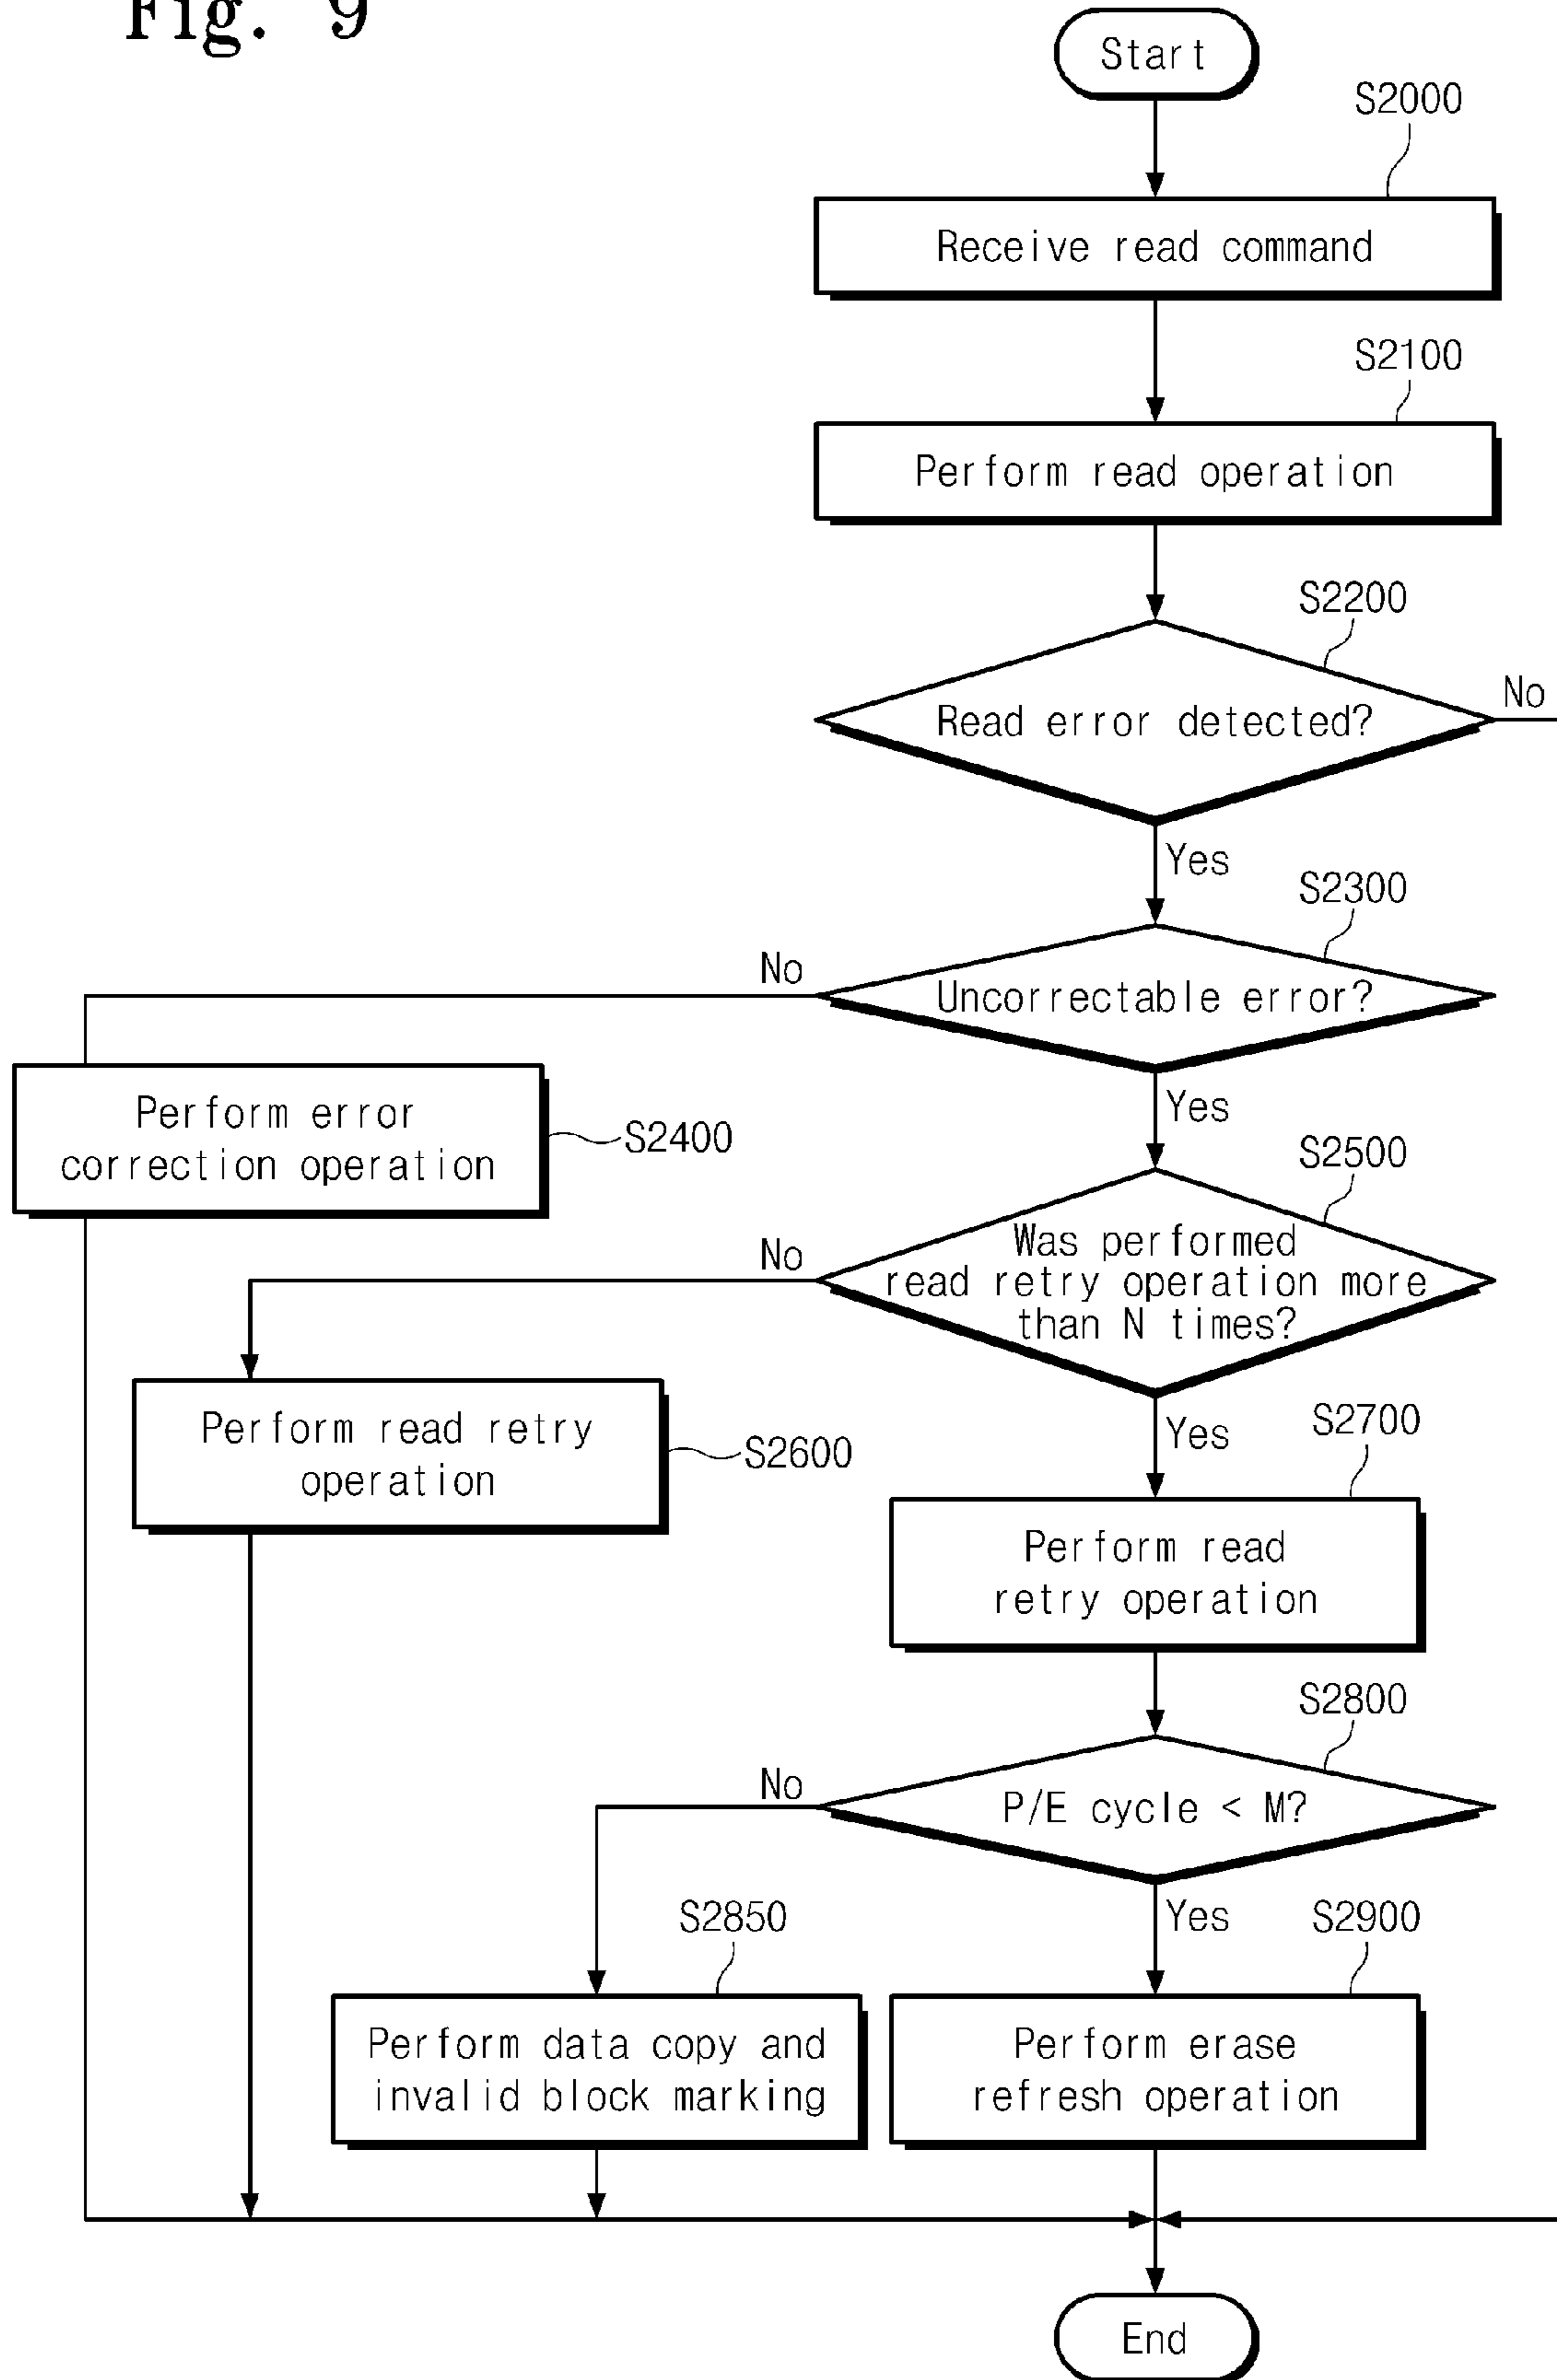 Fig. 9
Start
S2000
Receive read command
S2100
Perform read operation
S2200
Read error detected?
No
Yes
S2300
No
Uncorrectable error?
Yes
Perform error
correction operation
S2400
S2500
No
Was performed
read retry operation more
than N times?
Yes
Perform read retry
operation
S2600
S2700
Perform read
retry operation
S2800
No
P/E cycle < M?
Yes
S2850
S2900
Perform data copy and
invalid block marking
Perform erase
refresh operation
End